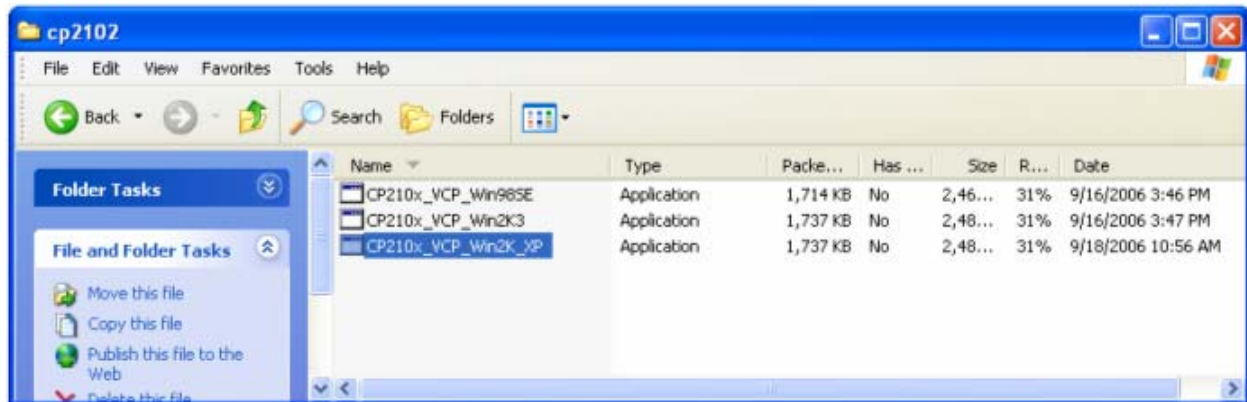 cp2102
File Edit View Favorites Tools Help
Back Search Folders
Folder Tasks
File and Folder Tasks
Move this file
Copy this file
Publish this file to the
Web
Delete this file
Name Type Packe... Has ... Size R... Date
CP210x_VCP_Win98SE Application 1,714 KB No 2,46... 31% 9/16/2006 3:46 PM
CP210x_VCP_Win2K3 Application 1,737 KB No 2,48... 31% 9/16/2006 3:47 PM
CP210x_VCP_Win2K_XP Application 1,737 KB No 2,48... 31% 9/18/2006 10:56 AM